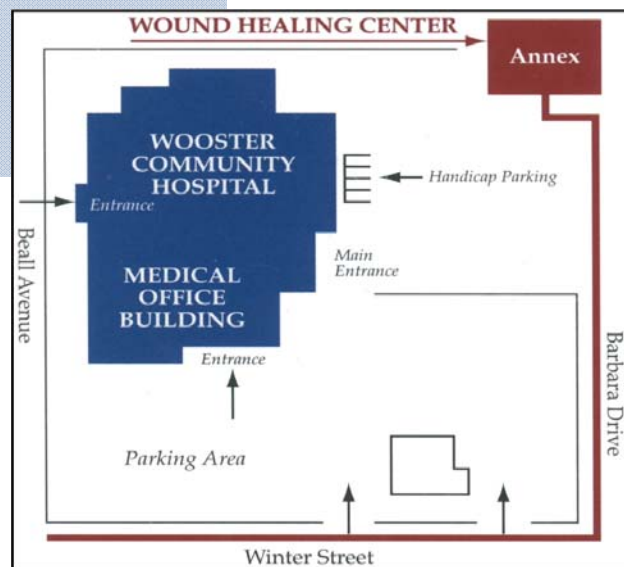 WOUND HEALING CENTER
Annex
WOOSTER
COMMUNITY
HOSPITAL
Handicap Parking
Entrance
Beall Avenue
Main
Entrance
MEDICAL
OFFICE
BUILDING
Entrance
Barbara Drive
Parking Area
Winter Street